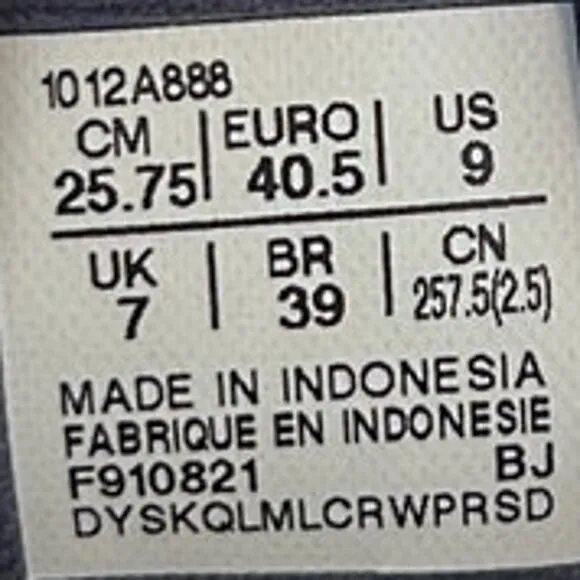 1012A888
CM | EURO | US
25.75 | 40.5 | 9
UK | BR | CN
7 | 39 | 257.5(2.5)
MADE IN INDONESIA
FABRIQUE EN INDONESIE
F910821 BJ
DYSKQLMLCRWPRSD